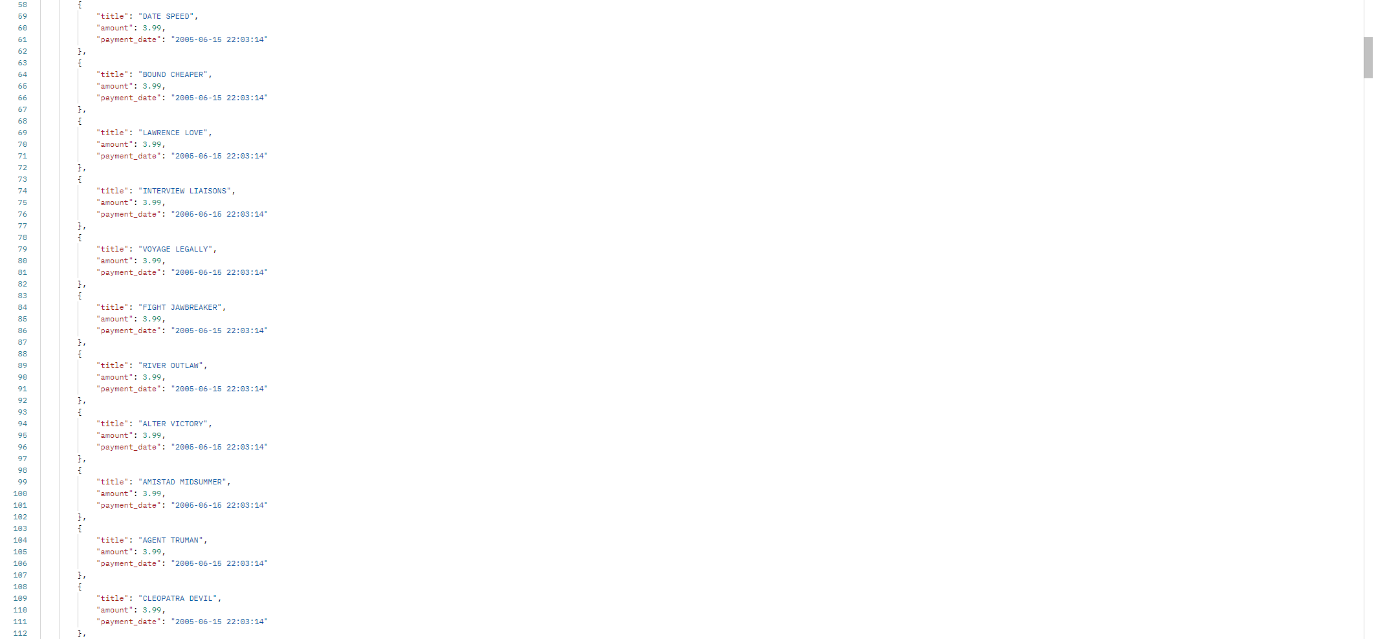 58 {
59 "title": "DATE SPEED",
60 "amount": 3.99,
61 "payment_date": "2005-06-15 22:03:14"
62 },
63 {
64 "title": "BOUND CHEAPER",
65 "amount": 3.99,
66 "payment_date": "2005-06-15 22:03:14"
67 },
68 {
69 "title": "LAWRENCE LOVE",
70 "amount": 3.99,
71 "payment_date": "2005-06-15 22:03:14"
72 },
73 {
74 "title": "INTERVIEW LIAISONS",
75 "amount": 3.99,
76 "payment_date": "2005-06-15 22:03:14"
77 },
78 {
79 "title": "VOYAGE LEGALLY",
80 "amount": 3.99,
81 "payment_date": "2005-06-15 22:03:14"
82 },
83 {
84 "title": "FIGHT JAWBREAKER",
85 "amount": 3.99,
86 "payment_date": "2005-06-15 22:03:14"
87 },
88 {
89 "title": "RIVER OUTLAW",
90 "amount": 3.99,
91 "payment_date": "2005-06-15 22:03:14"
92 },
93 {
94 "title": "ALTER VICTORY",
95 "amount": 3.99,
96 "payment_date": "2005-06-15 22:03:14"
97 },
98 {
99 "title": "AMISTAD MIDSUMMER",
100 "amount": 3.99,
101 "payment_date": "2005-06-15 22:03:14"
102 },
103 {
104 "title": "AGENT TRUMAN",
105 "amount": 3.99,
106 "payment_date": "2005-06-15 22:03:14"
107 },
108 {
109 "title": "CLEOPATRA DEVIL",
110 "amount": 3.99,
111 "payment_date": "2005-06-15 22:03:14"
112 },